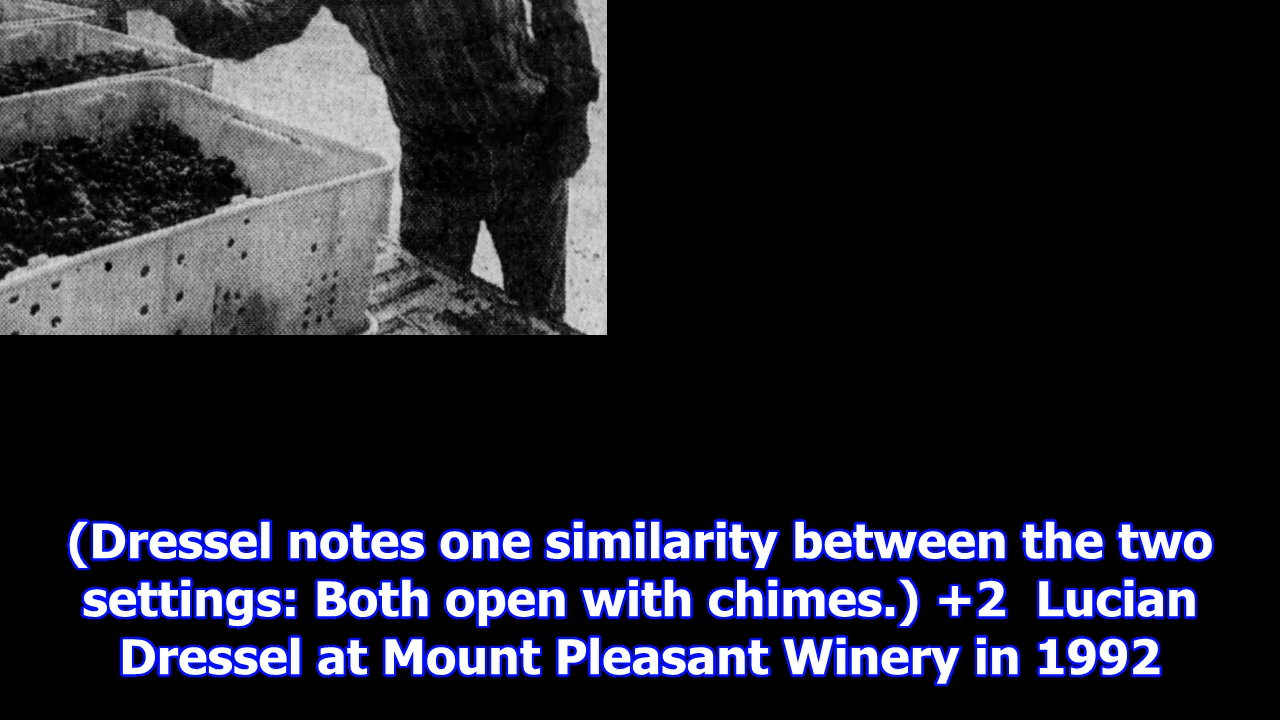 (Dressel notes one similarity between the two
settings: Both open with chimes.) +2  Lucian
Dressel at Mount Pleasant Winery in 1992